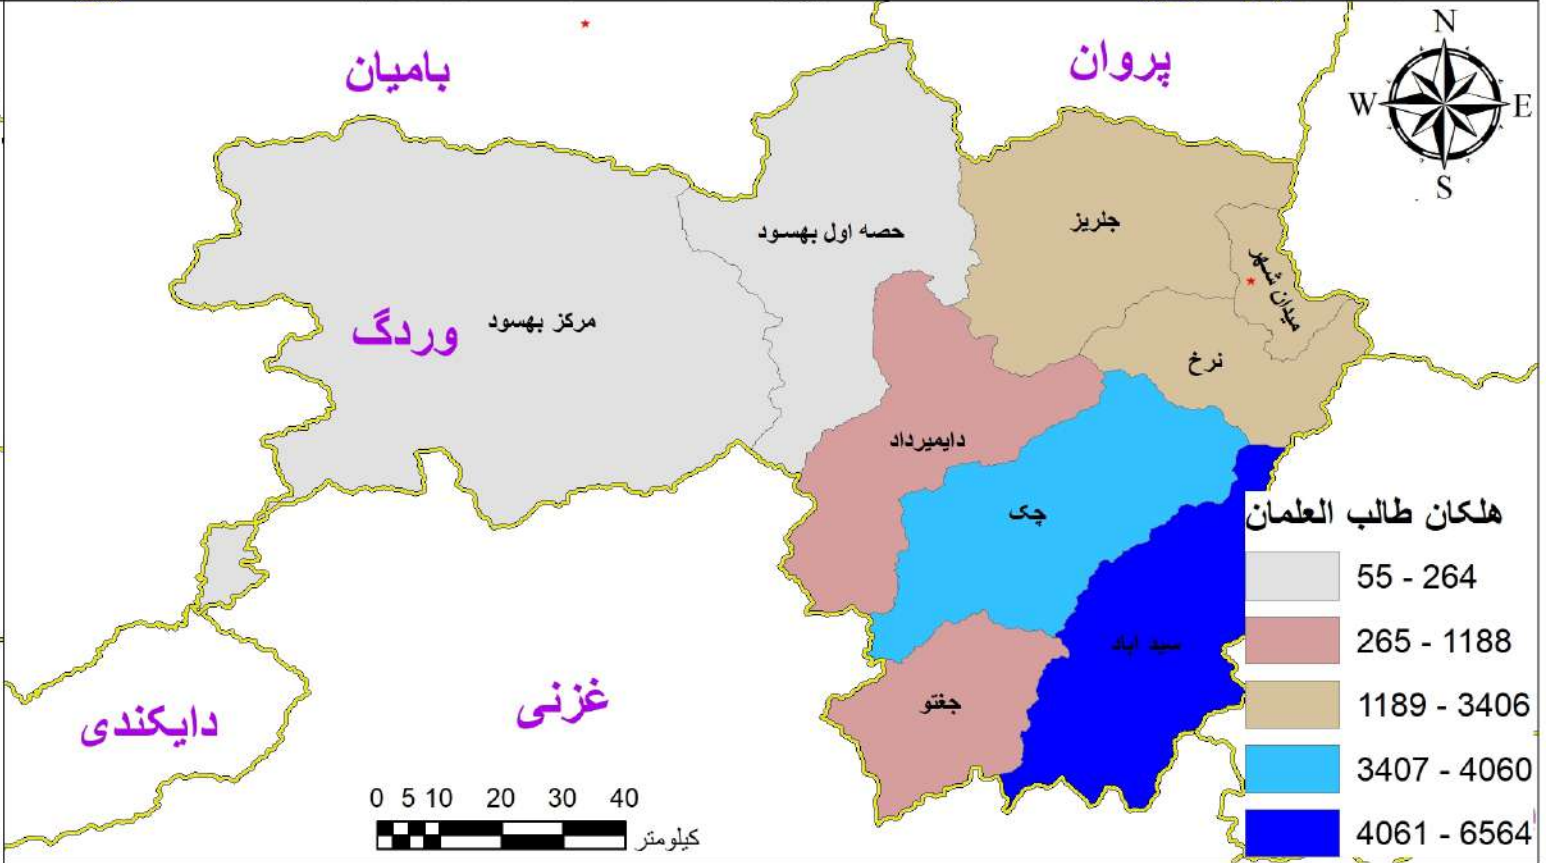 بامیان
پروان
N
W
E
S
جلریز
حصه اول بهسود
میدان شهر
وردگ
مرکز بهسود
نرخ
دایمیرداد
چک
سید اباد
جغتو
غزنی
دایکندی
هلکان طالب العلمان
55 - 264
265 - 1188
1189 - 3406
3407 - 4060
4061 - 6564
0 5 10 20 30 40
کیلومتر